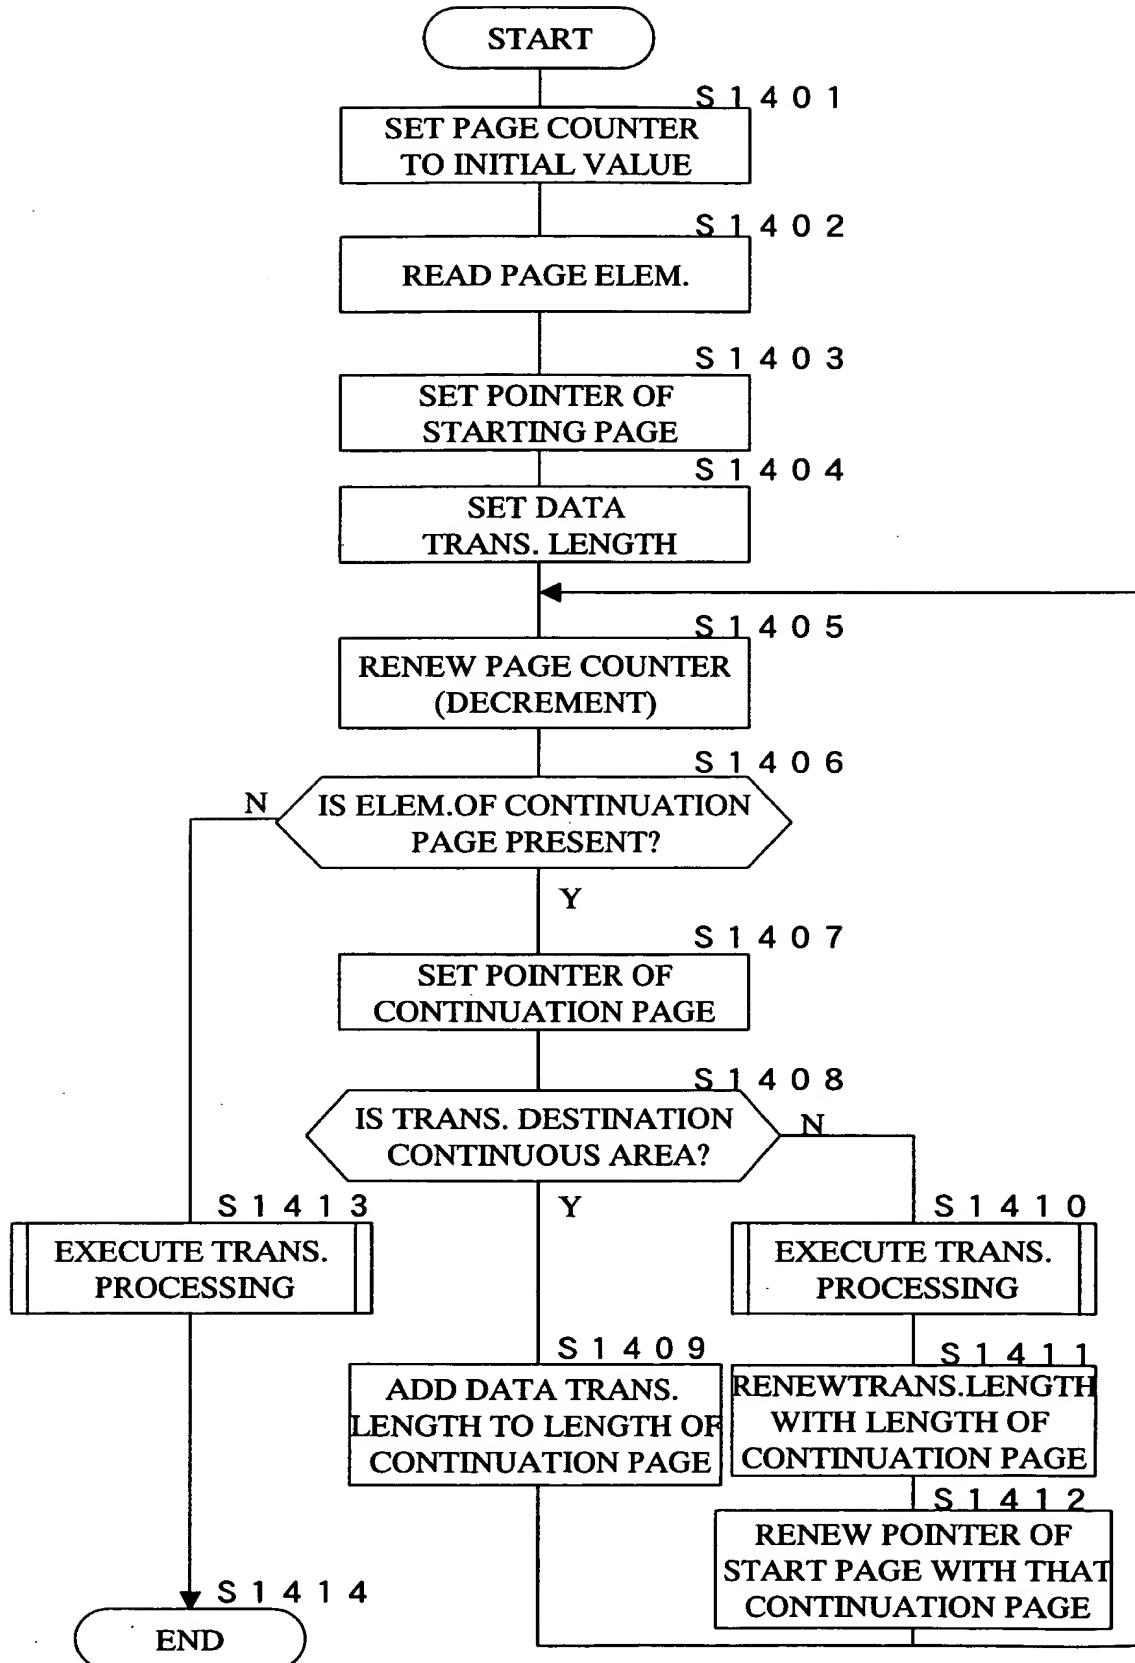 START
S1401
SET PAGE COUNTER
TO INITIAL VALUE
S1402
READ PAGE ELEM.
S1403
SET POINTER OF
STARTING PAGE
S1404
SET DATA
TRANS. LENGTH
S1405
RENEW PAGE COUNTER
(DECREMENT)
S1406
N
IS ELEM.OF CONTINUATION
PAGE PRESENT?
Y
S1407
SET POINTER OF
CONTINUATION PAGE
S1408
IS TRANS. DESTINATION
CONTINUOUS AREA?
N
Y
S1413
EXECUTE TRANS.
PROCESSING
S1410
EXECUTE TRANS.
PROCESSING
S1409
ADD DATA TRANS.
LENGTH TO LENGTH OF
CONTINUATION PAGE
S1411
RENEWTRANS.LENGTH
WITH LENGTH OF
CONTINUATION PAGE
S1412
RENEW POINTER OF
START PAGE WITH THAT
CONTINUATION PAGE
S1414
END